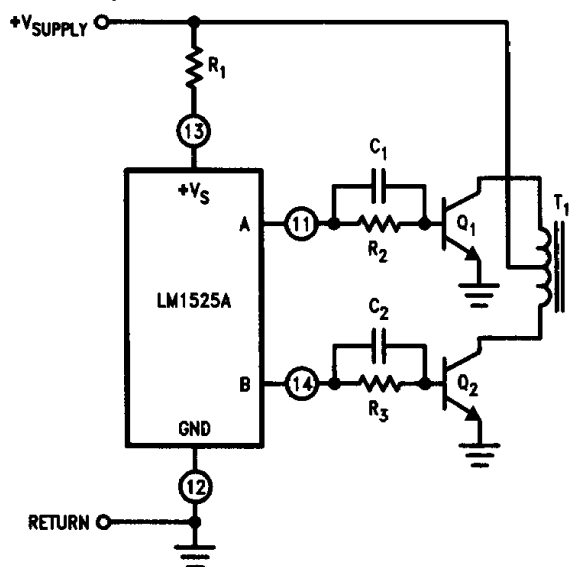 +VSUPPLY
R1
13
+VS
C1
A
11
R2
Q1
T1
LM1525A
C2
B
14
R3
Q2
GND
12
RETURN